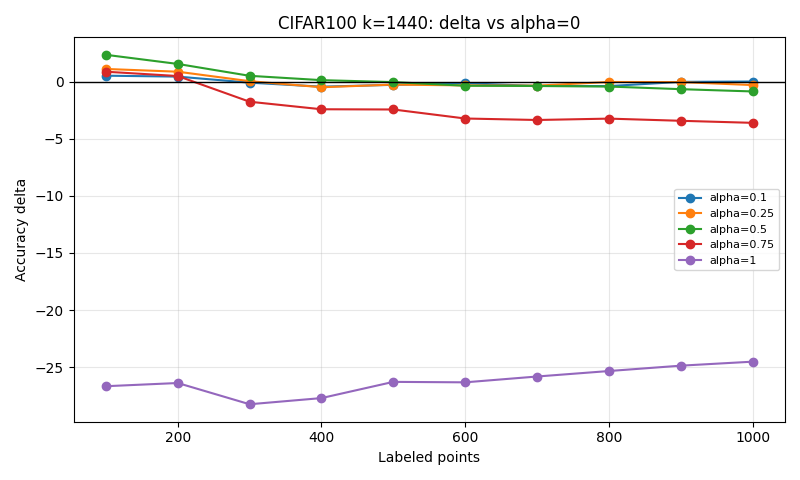 CIFAR100 k=1440: delta vs alpha=0
Accuracy delta
0
−5
−10
−15
−20
−25
alpha=0.1
alpha=0.25
alpha=0.5
alpha=0.75
alpha=1
200
400
600
800
1000
Labeled points